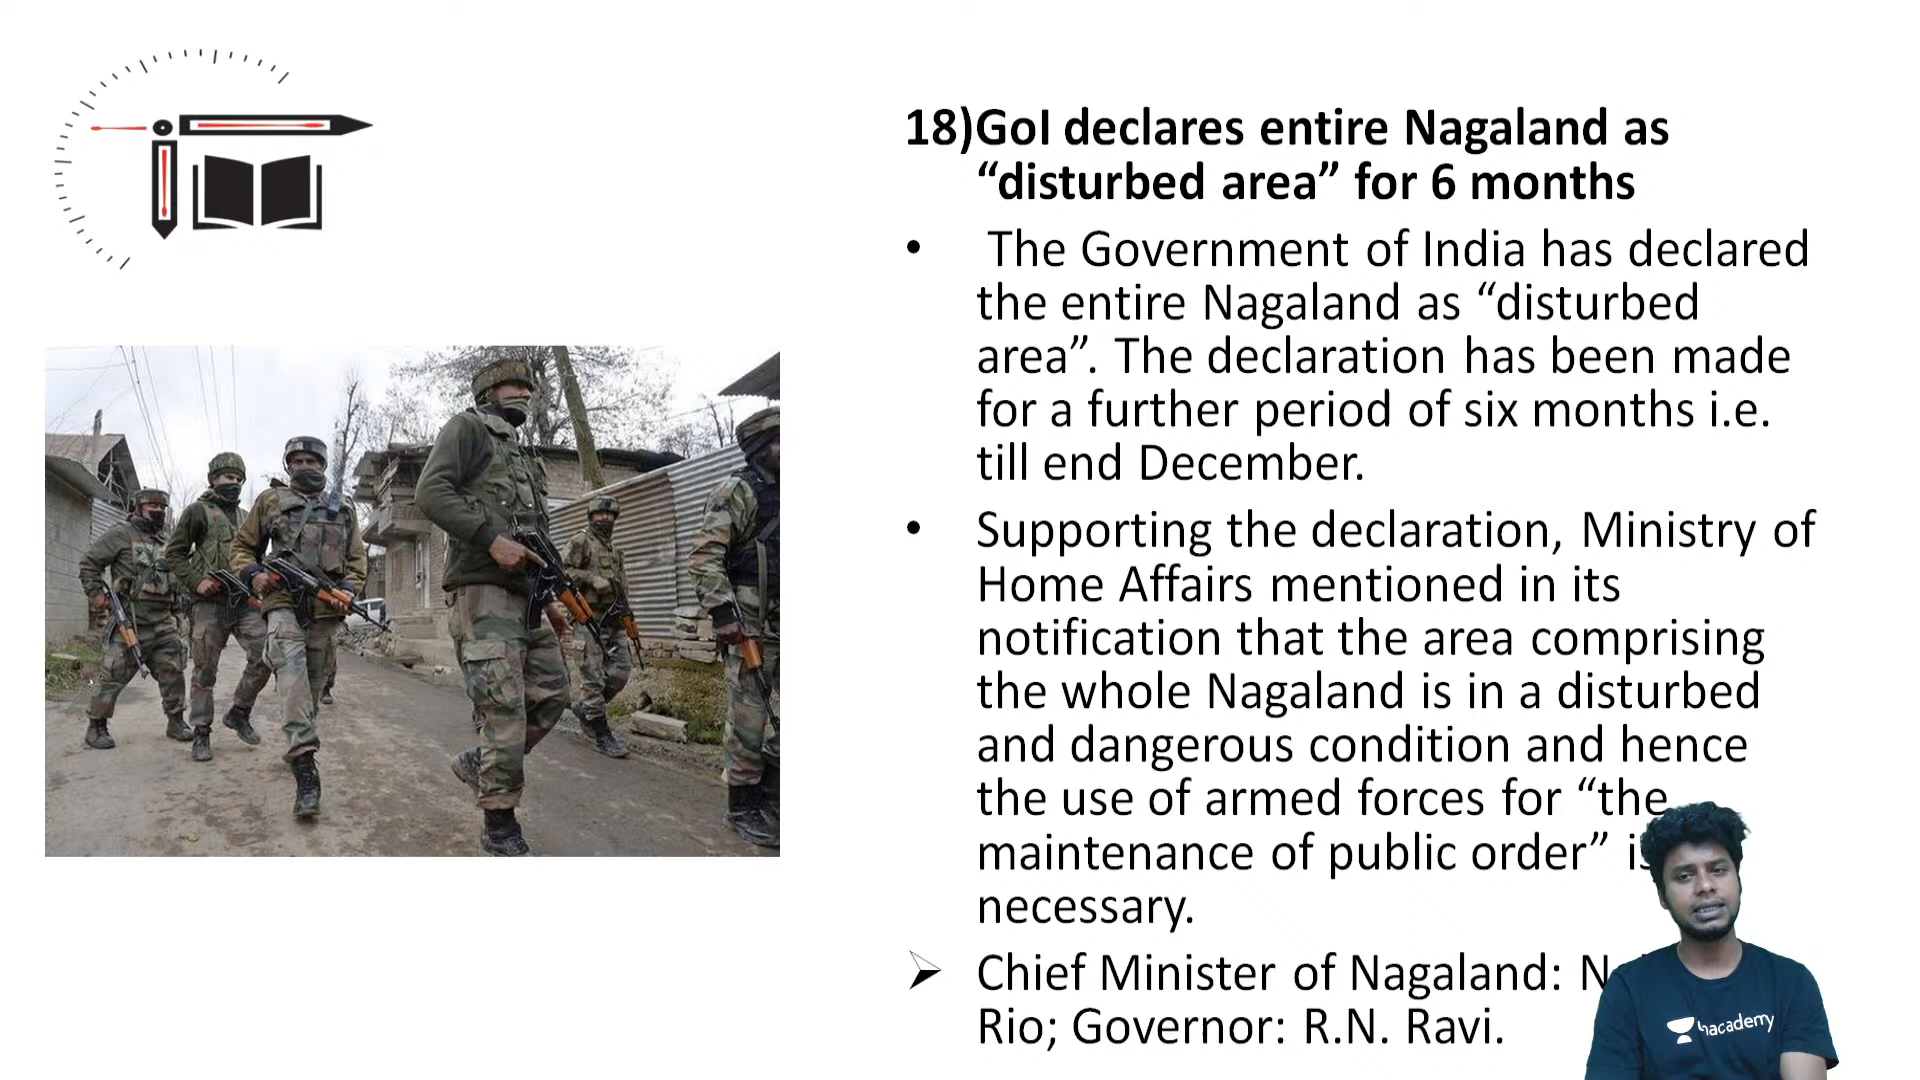 18)GoI declares entire Nagaland as
“disturbed area” for 6 months
• The Government of India has declared
the entire Nagaland as “disturbed
area”. The declaration has been made
for a further period of six months i.e.
till end December.
• Supporting the declaration, Ministry of
Home Affairs mentioned in its
notification that the area comprising
the whole Nagaland is in a disturbed
and dangerous condition and hence
the use of armed forces for “the
maintenance of public order” is
necessary.
➢ Chief Minister of Nagaland:
Rio; Governor: R.N. Ravi.
unacademy